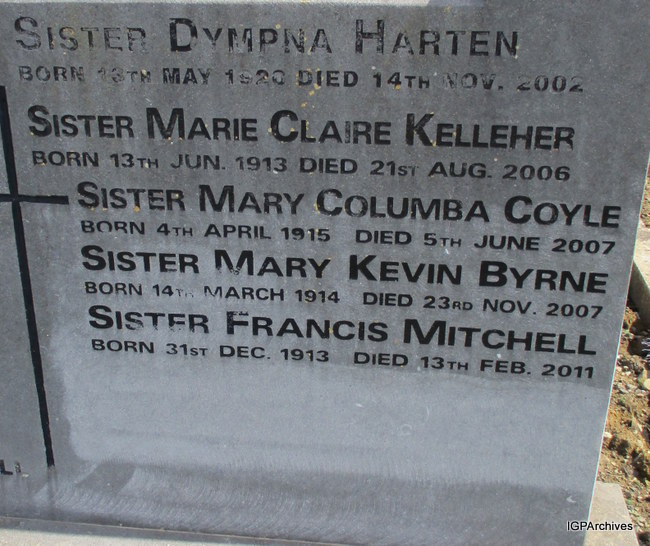 Sister Dympna Harten
Born 13th May 1920 Died 14th Nov. 2002
Sister Marie Claire Kelleher
Born 13th Jun. 1913 Died 21st Aug. 2006
Sister Mary Columba Coyle
Born 4th April 1915 Died 5th June 2007
Sister Mary Kevin Byrne
Born 14th March 1914 Died 23rd Nov. 2007
Sister Francis Mitchell
Born 31st Dec. 1913 Died 13th Feb. 2011
IGPArchives